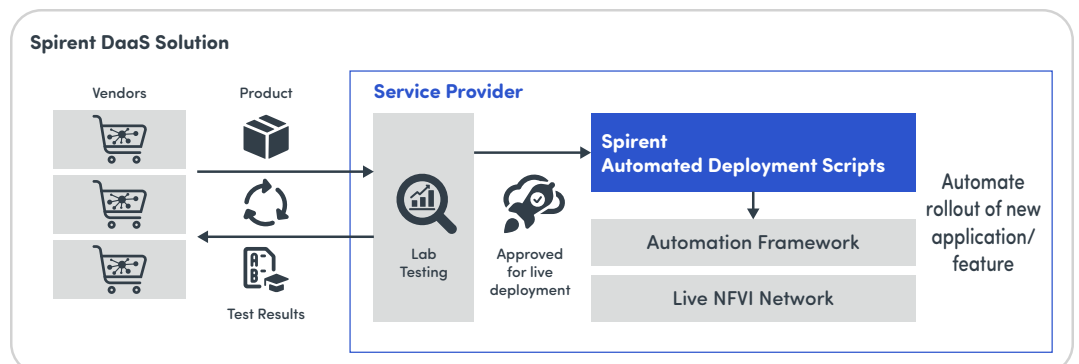 Spirent DaaS Solution
Vendors
Product
Service Provider
Spirent
Automated Deployment Scripts
Lab
Testing
Approved
for live
deployment
Automation Framework
Live NFVI Network
Automate
rollout of new
application/
feature
A
B
Test Results